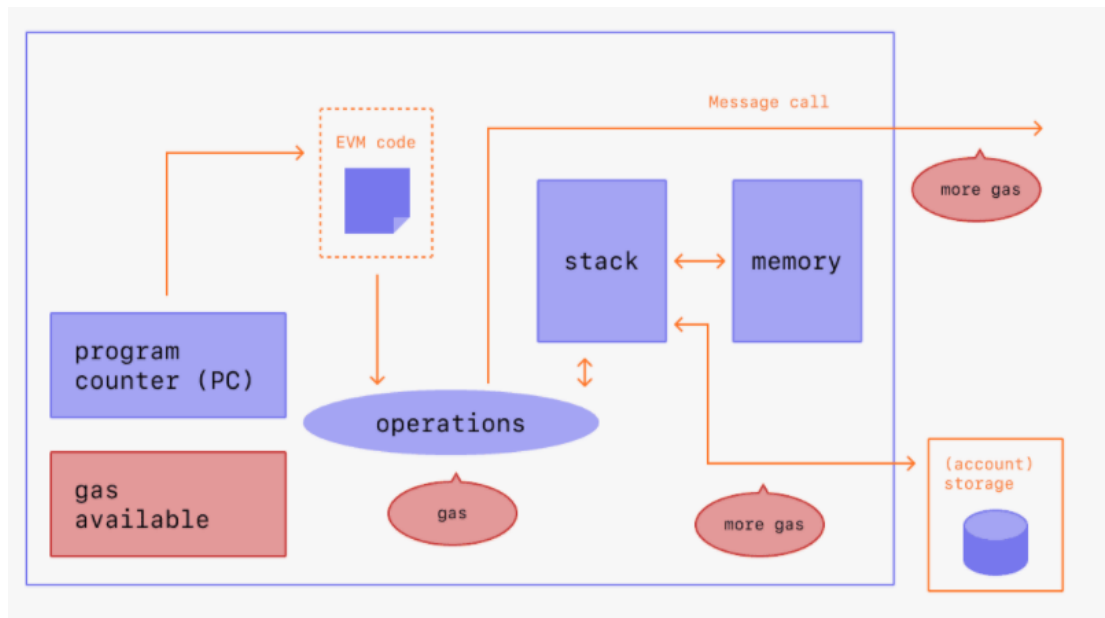 Message call
EVM code
more gas
stack
memory
program
counter (PC)
operations
(account)
storage
gas
available
gas
more gas